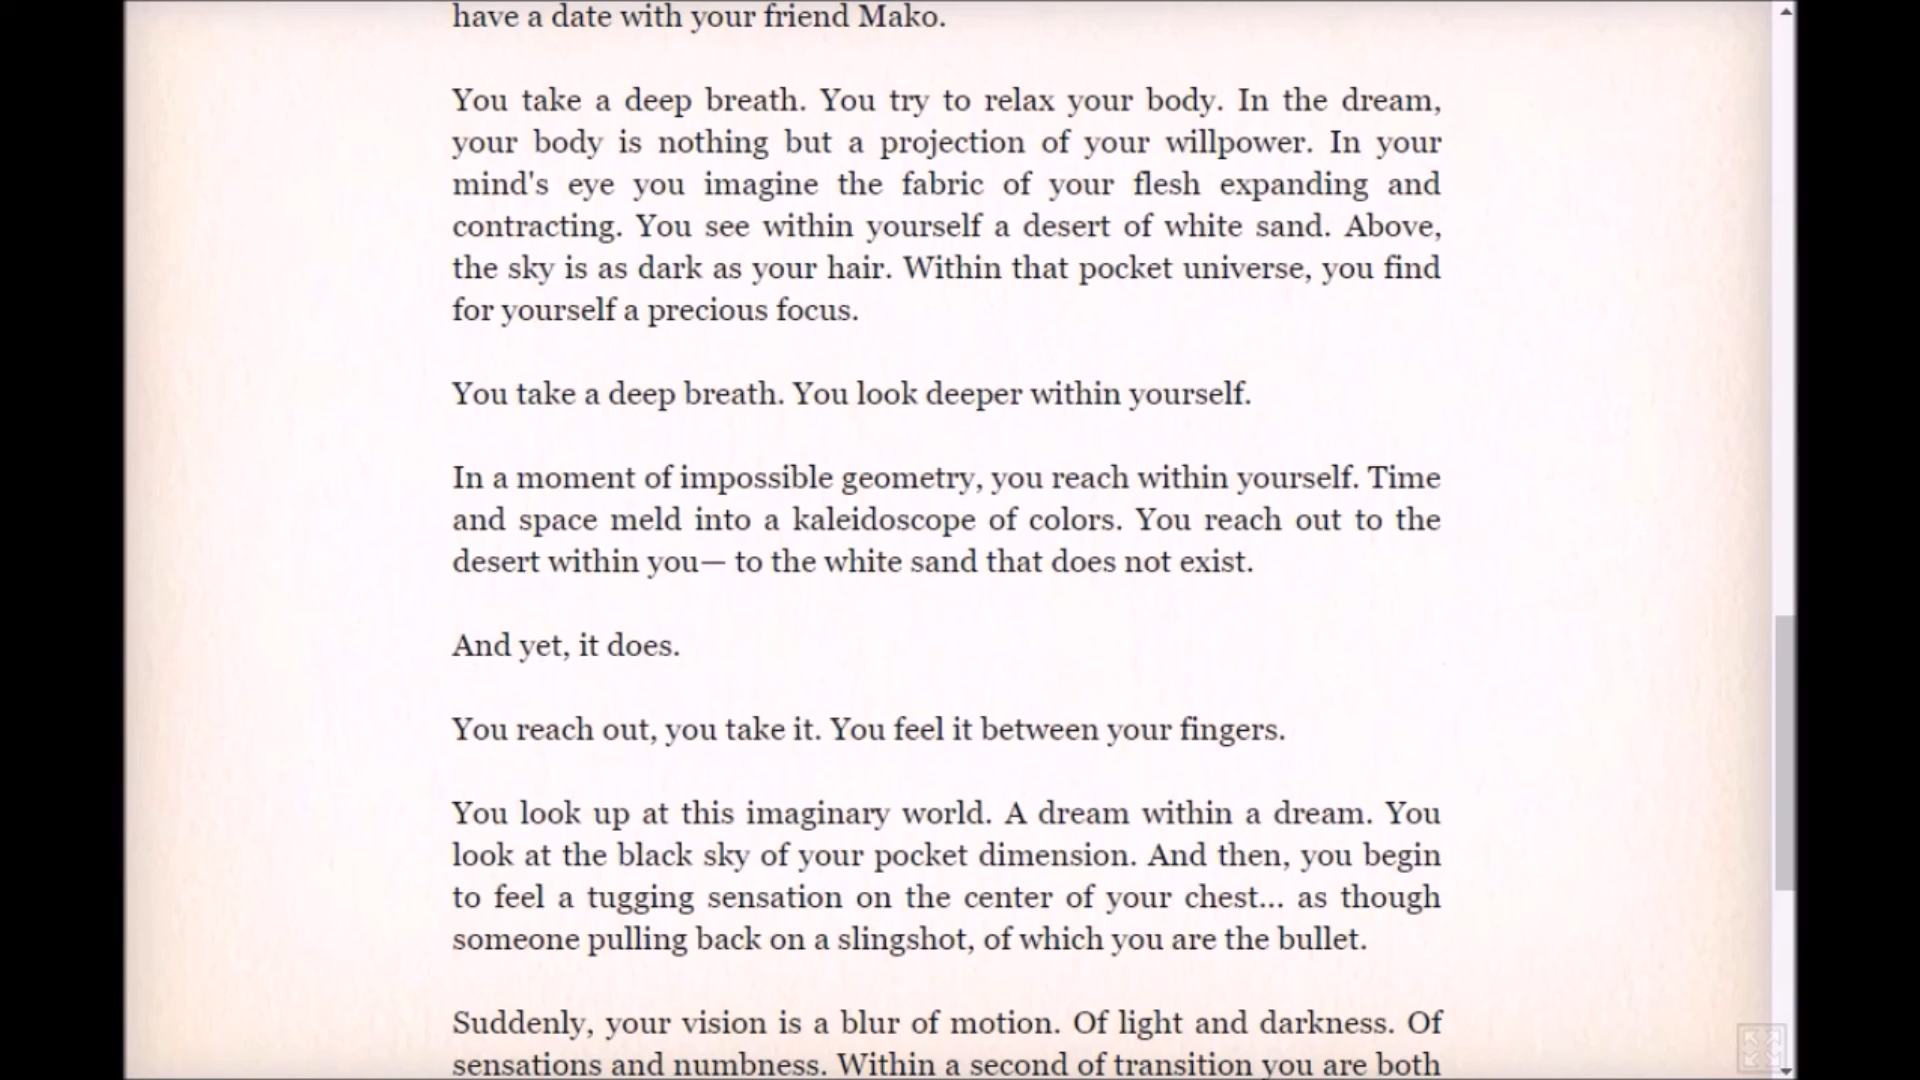 have a date with your friend Mako.
You take a deep breath. You try to relax your body. In the dream,
your body is nothing but a projection of your willpower. In your
mind's eye you imagine the fabric of your flesh expanding and
contracting. You see within yourself a desert of white sand. Above,
the sky is as dark as your hair. Within that pocket universe, you find
for yourself a precious focus.
You take a deep breath. You look deeper within yourself.
In a moment of impossible geometry, you reach within yourself. Time
and space meld into a kaleidoscope of colors. You reach out to the
desert within you— to the white sand that does not exist.
And yet, it does.
You reach out, you take it. You feel it between your fingers.
You look up at this imaginary world. A dream within a dream. You
look at the black sky of your pocket dimension. And then, you begin
to feel a tugging sensation on the center of your chest... as though
someone pulling back on a slingshot, of which you are the bullet.
Suddenly, your vision is a blur of motion. Of light and darkness. Of
sensations and numbness. Within a second of transition you are both